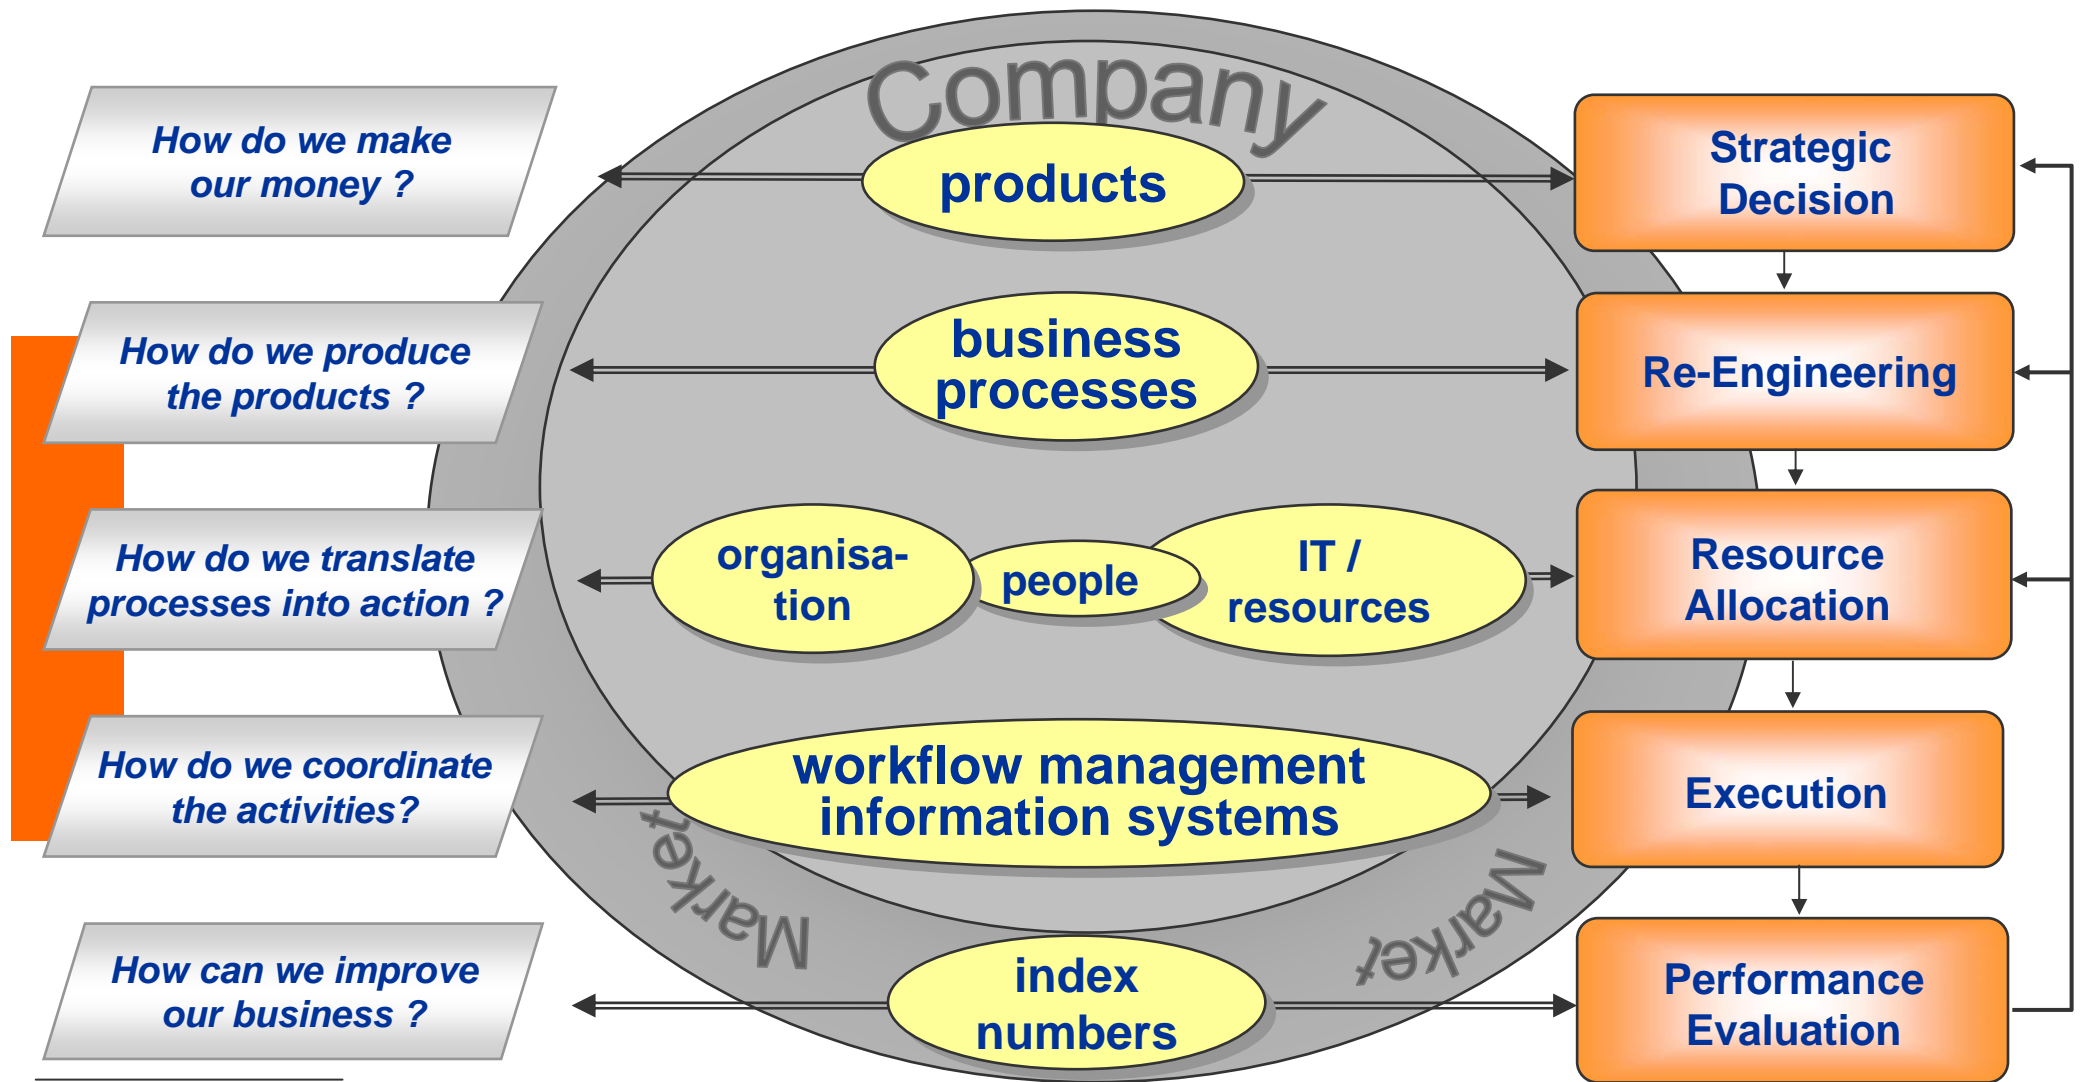 Company
How do we make
our money ?
products
Strategic
Decision
How do we produce
the products ?
business
processes
Re-Engineering
How do we translate
processes into action ?
organisa-
tion
people
IT /
resources
Resource
Allocation
How do we coordinate
the activities?
workflow management
information systems
Execution
Market
Market
How can we improve
our business ?
index
numbers
Performance
Evaluation